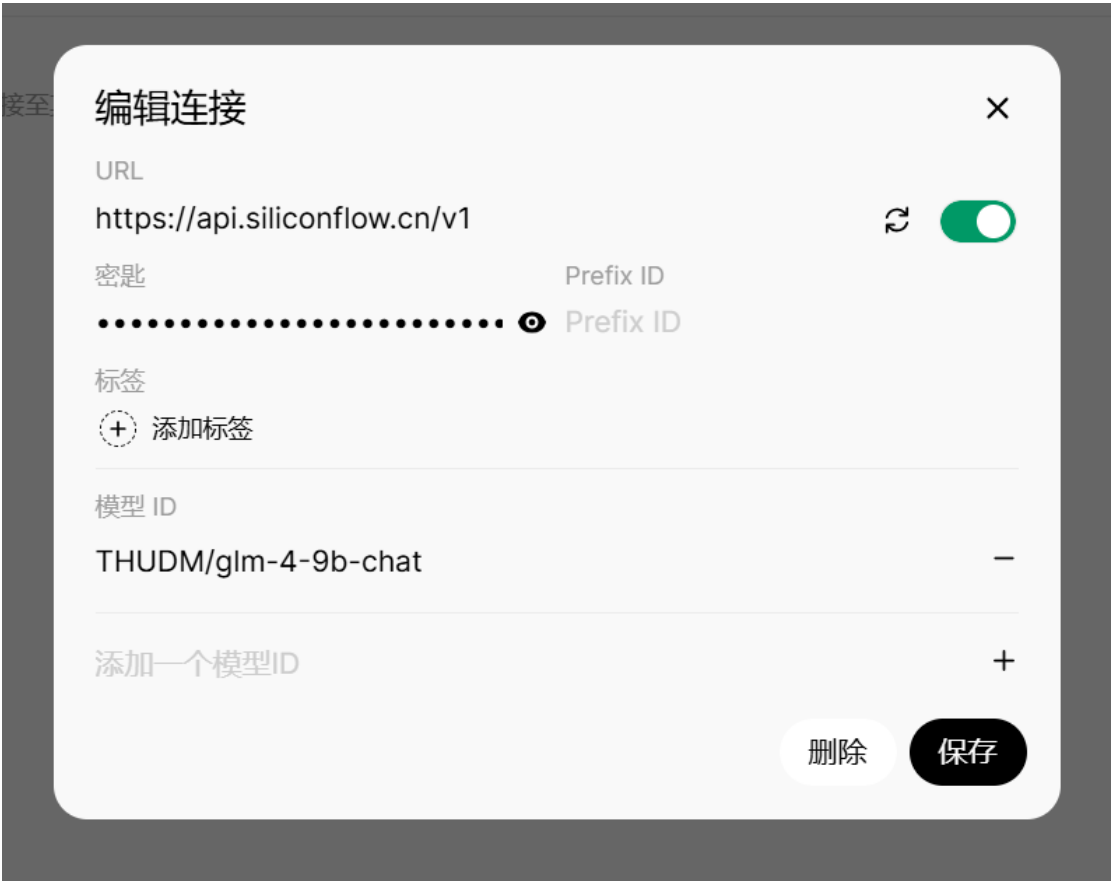 接至
编辑连接
URL
https://api.siliconflow.cn/v1
密匙
Prefix ID
Prefix ID
标签
添加标签
模型 ID
THUDM/glm-4-9b-chat
添加一个模型ID
删除
保存